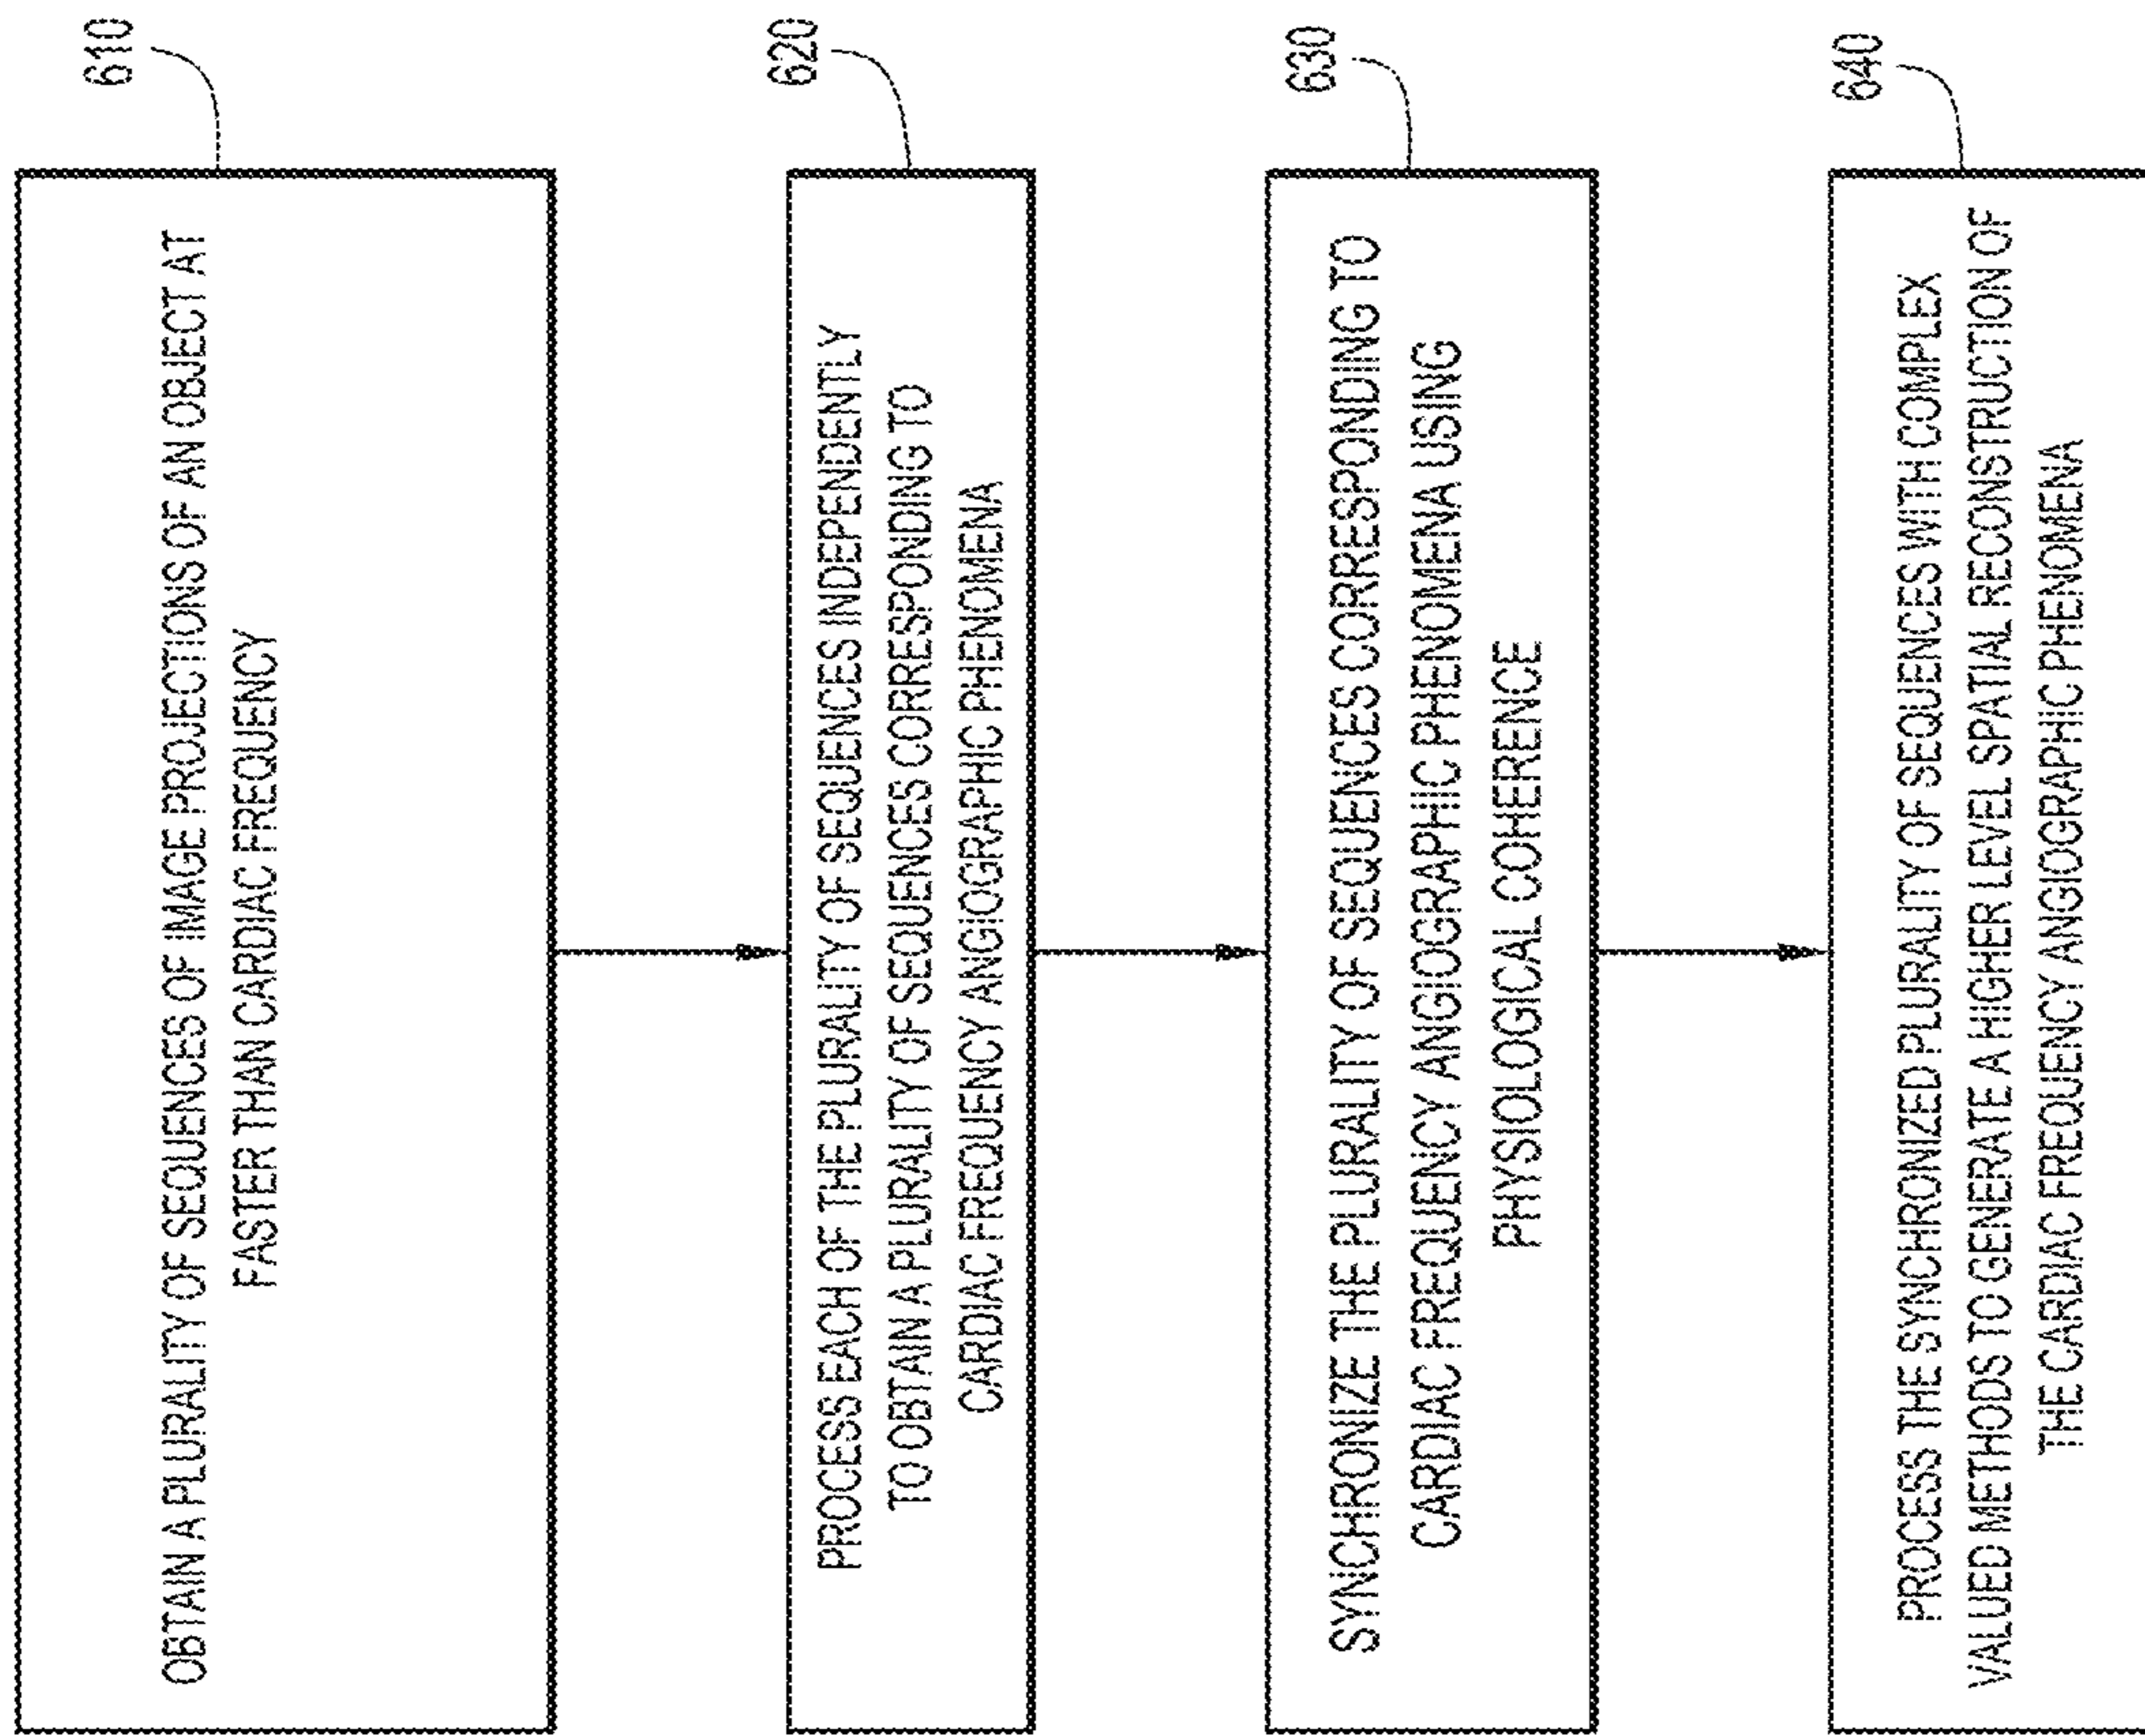 610
OBTAIN A PLURALITY OF SEQUENCES OF IMAGE PROJECTIONS OF AN OBJECT AT
FASTER THAN CARDIAC FREQUENCY
620
PROCESS EACH OF THE PLURALITY OF SEQUENCES INDEPENDENTLY
TO OBTAIN A PLURALITY OF SEQUENCES CORRESPONDING TO
CARDIAC FREQUENCY ANGIOGRAPHIC PHENOMENA
630
SYNCHRONIZE THE PLURALITY OF SEQUENCES CORRESPONDING TO
CARDIAC FREQUENCY ANGIOGRAPHIC PHENOMENA USING
PHYSIOLOGICAL COHERENCE
640
PROCESS THE SYNCHRONIZED PLURALITY OF SEQUENCES WITH COMPLEX
VALUED METHODS TO GENERATE A HIGHER LEVEL SPATIAL RECONSTRUCTION OF
THE CARDIAC FREQUENCY ANGIOGRAPHIC PHENOMENA